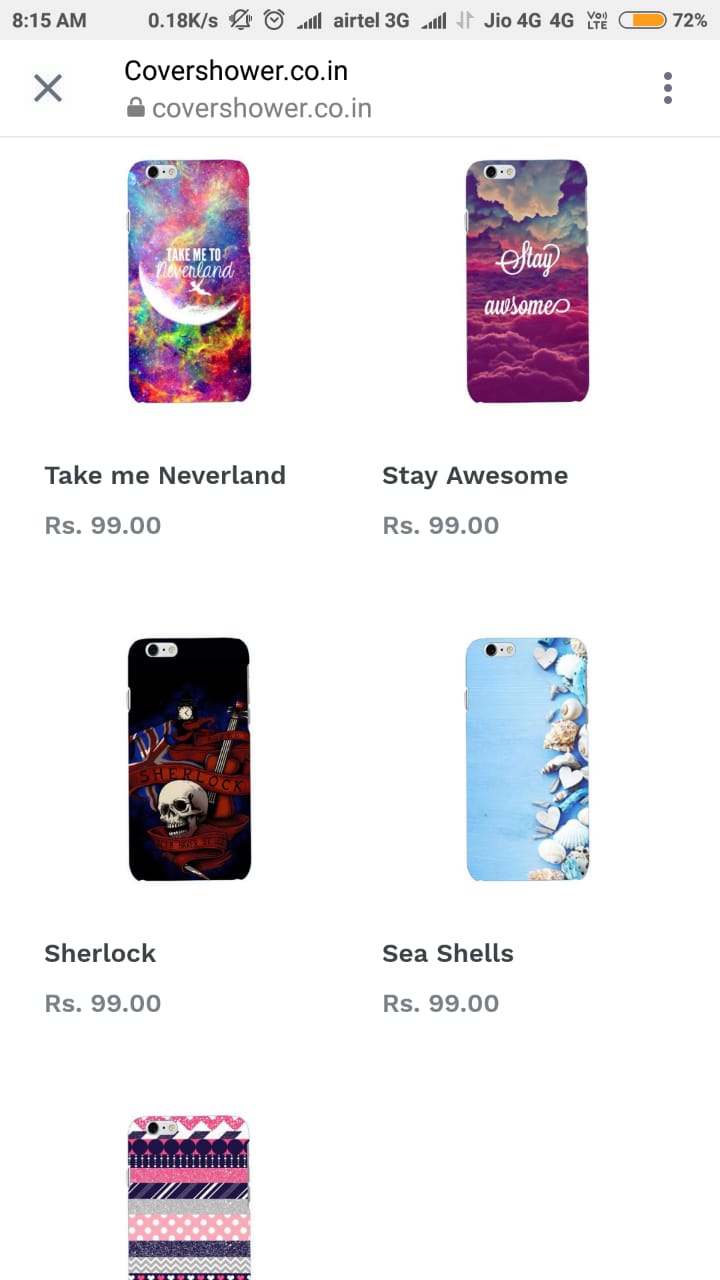 8:15 AM 0.18K/s airtel 3G Jio 4G 4G Vo)) LTE 72%
Covershower.co.in
covershower.co.in
TAKE ME TO
Neverland
Stay
awsome
Take me Neverland Stay Awesome
Rs. 99.00 Rs. 99.00
SHERLOCK
Sherlock Sea Shells
Rs. 99.00 Rs. 99.00